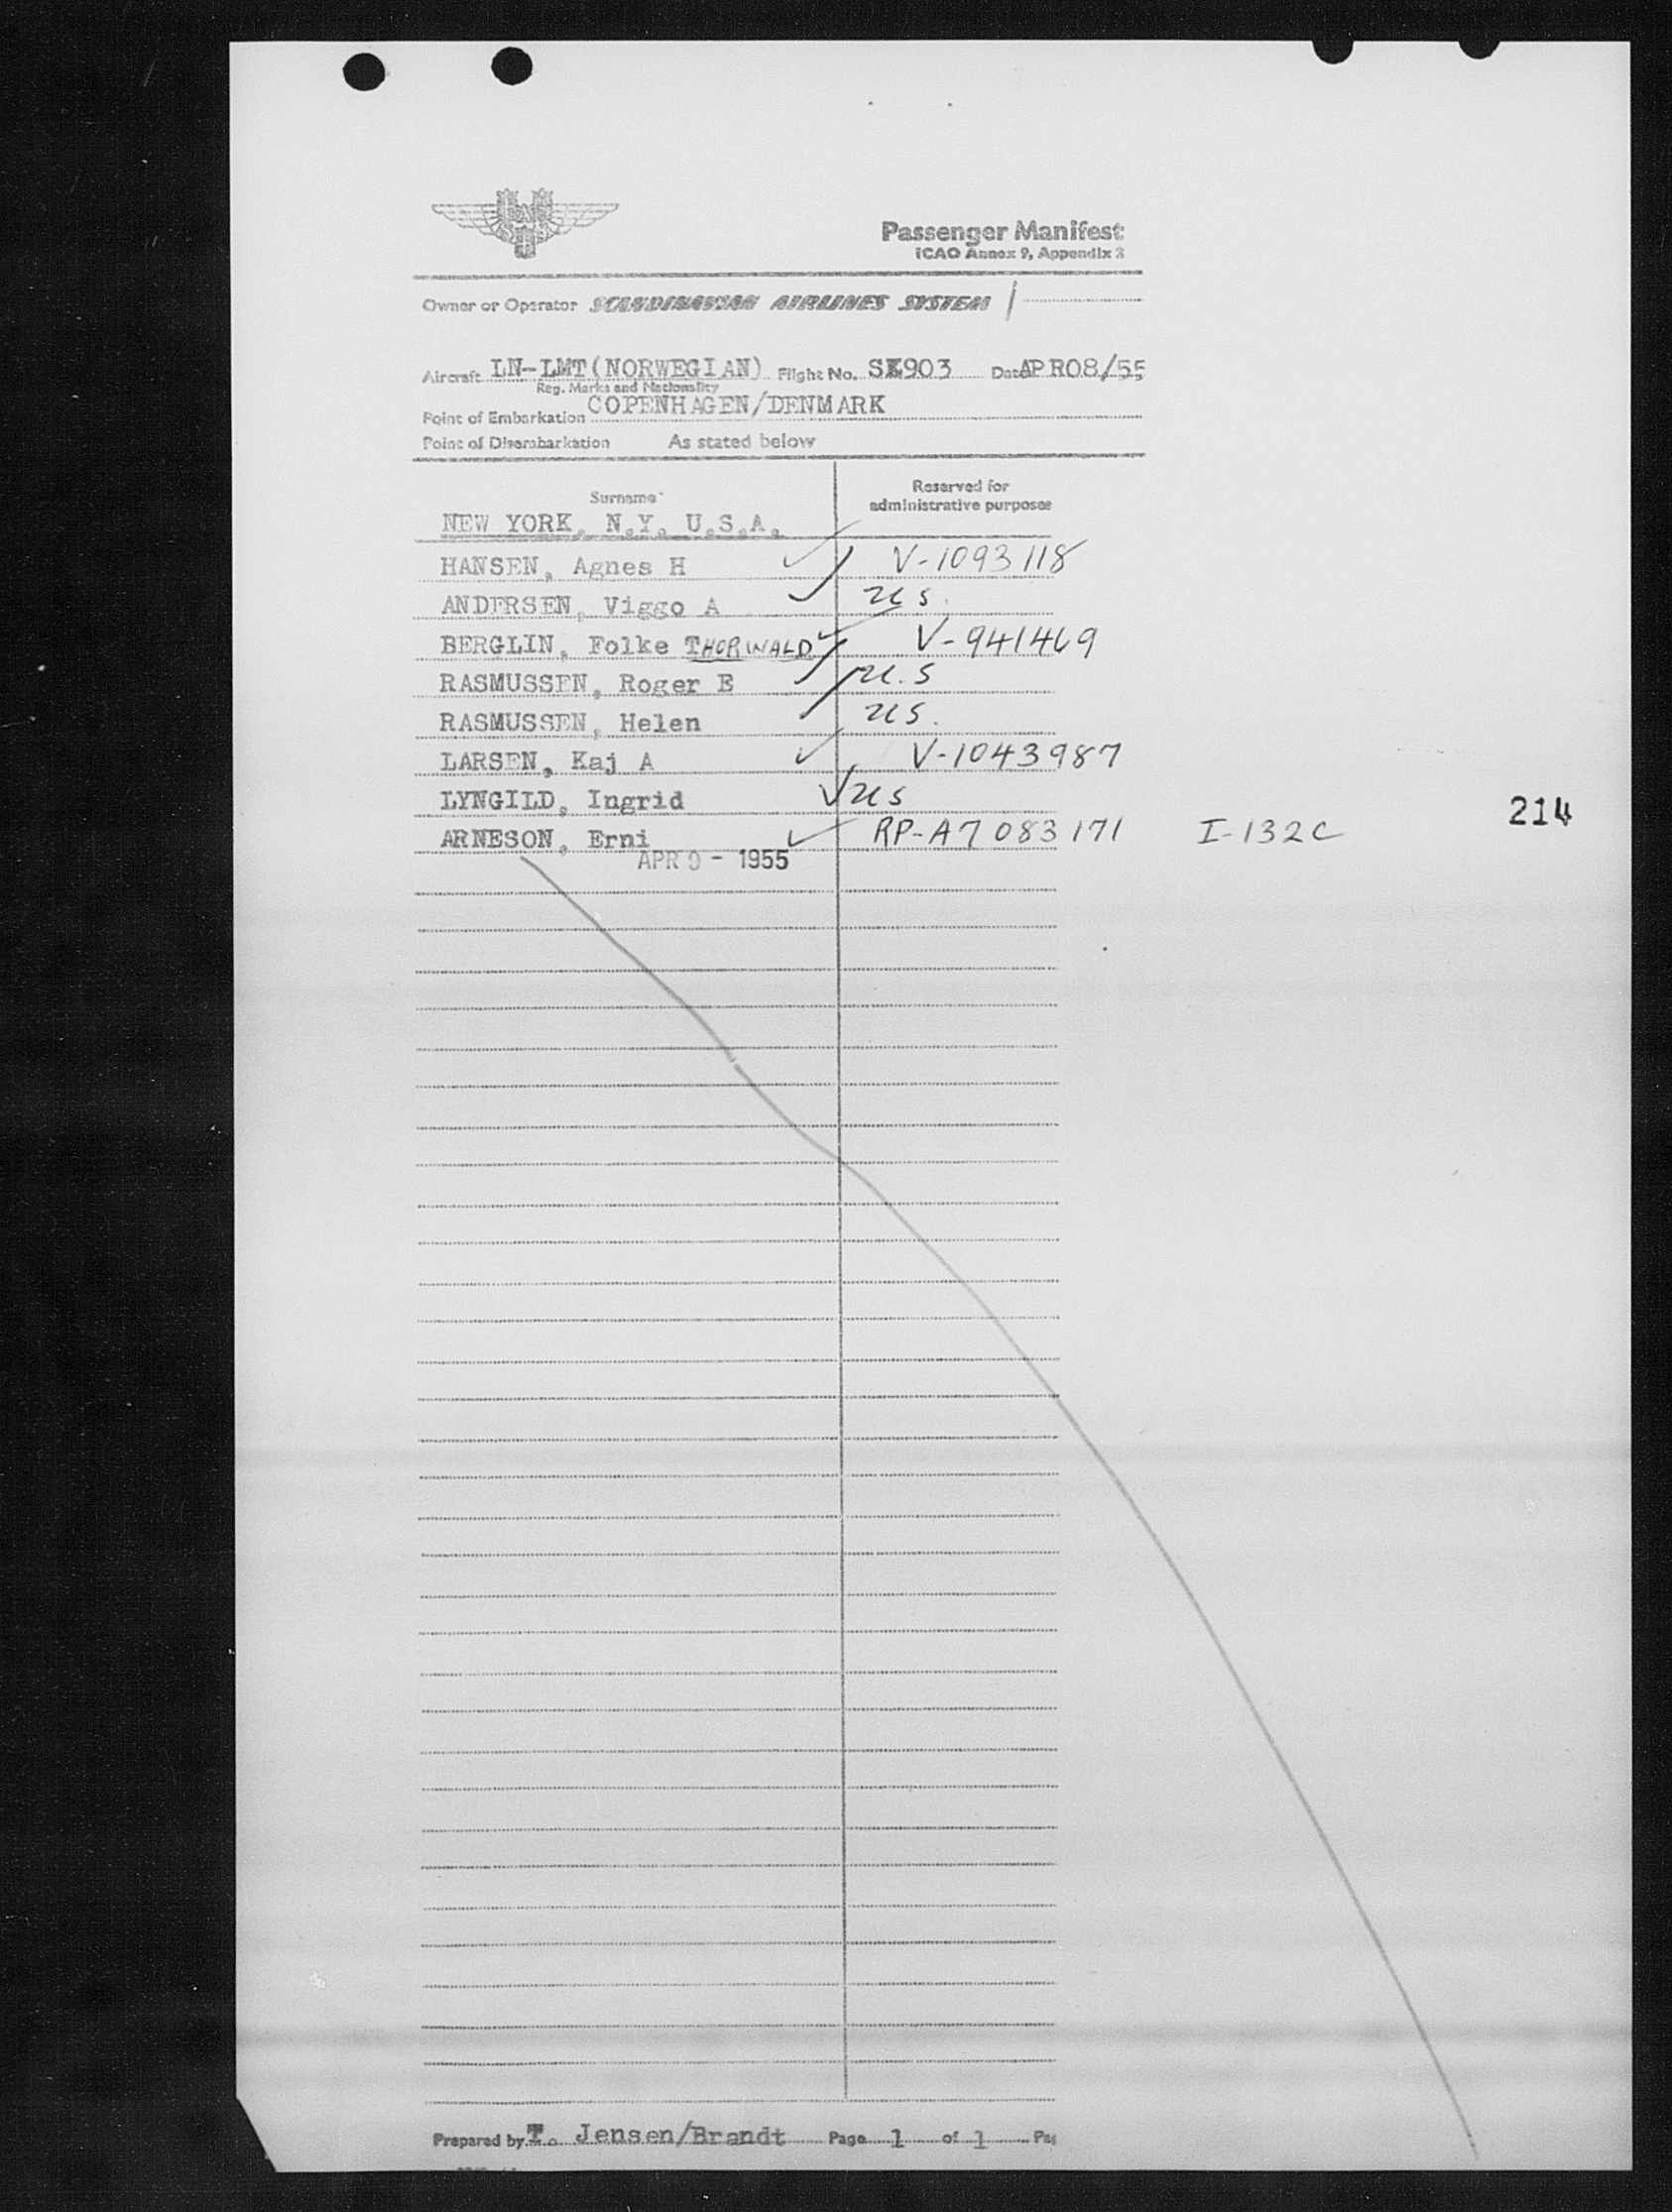 Passenger Manifest
ICAO Annex 9, Appendix 3
Owner or Operator SCANDINAVIAN AIRLINES SYSTEM
Aircraft LN-LMT(NORWEGIAN) Flight No. SK903 Date APR08/55
Reg. Marks and Nationality
Point of Embarkation COPENHAGEN/DENMARK
Point of Disembarkation As stated below
Surname Reserved for administrative purposes
NEW YORK, N.Y. U.S.A.
HANSEN, Agnes H V-1093118
ANDERSEN, Viggo A US.
BERGLIN, Folke THORWALD V-941469
RASMUSSEN, Roger E U.S
RASMUSSEN, Helen US.
LARSEN, Kaj A V-1043987
LYNGILD, Ingrid US
214
ARNESON, Erni RP-A7 083 171 I-132C
APR 9 - 1955
Prepared by T. Jensen/Brandt Page 1 of 1